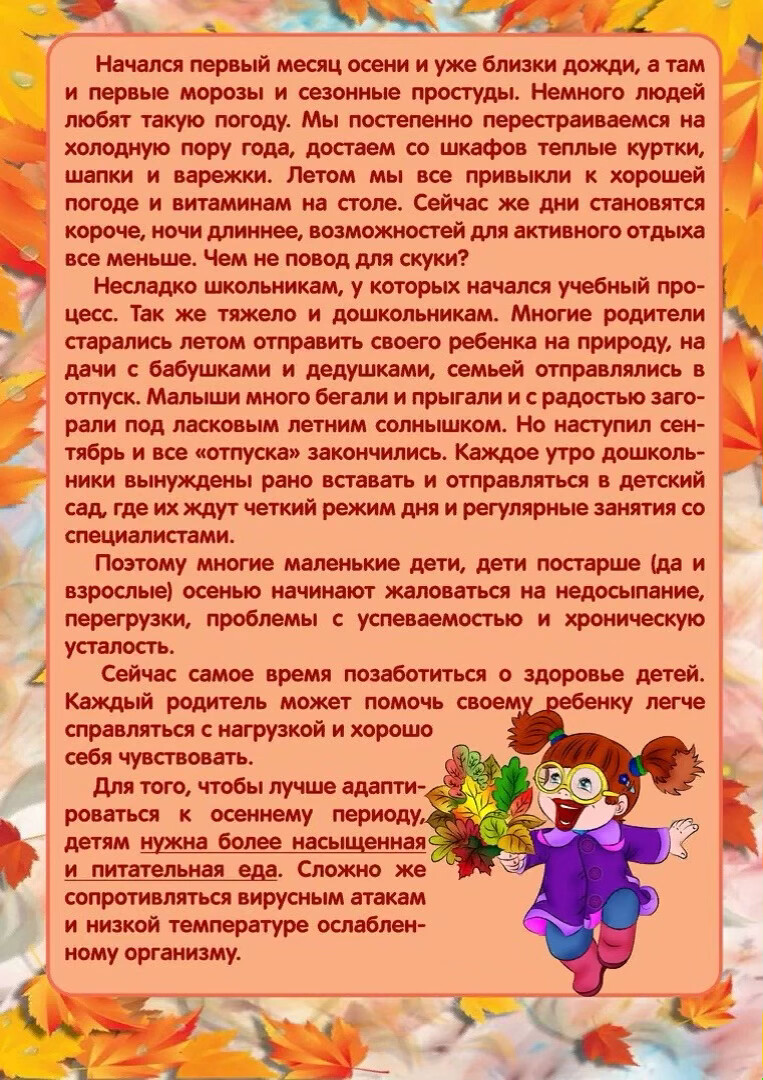 Начался первый месяц осени и уже близки дожди, а там
и первые морозы и сезонные простуды. Немного людей
любят такую погоду. Мы постепенно перестраиваемся на
холодную пору года, достаем со шкафов теплые куртки,
шапки и варежки. Летом мы все привыкли к хорошей
погоде и витаминам на столе. Сейчас же дни становятся
короче, ночи длиннее, возможностей для активного отдыха
все меньше. Чем не повод для скуки?
Несладко школьникам, у которых начался учебный про-
цесс. Так же тяжело и дошкольникам. Многие родители
старались летом отправить своего ребенка на природу, на
дачи с бабушками и дедушками, семьей отправлялись в
отпуск. Малыши много бегали и прыгали и с радостью заго-
рали под ласковым летним солнышком. Но наступил сен-
тябрь и все «отпуска» закончились. Каждое утро дошколь-
ники вынуждены рано вставать и отправляться в детский
сад, где их ждут четкий режим дня и регулярные занятия со
специалистами.
Поэтому многие маленькие дети, дети постарше (да и
взрослые) осенью начинают жаловаться на недосыпание,
перегрузки, проблемы с успеваемостью и хроническую
усталость.
Сейчас самое время позаботиться о здоровье детей.
Каждый родитель может помочь своему ребенку легче
справляться с нагрузкой и хорошо
себя чувствовать.
Для того, чтобы лучше адапти-
роваться к осеннему периоду,
детям нужна более насыщенная
и питательная еда. Сложно же
сопротивляться вирусным атакам
и низкой температуре ослаблен-
ному организму.